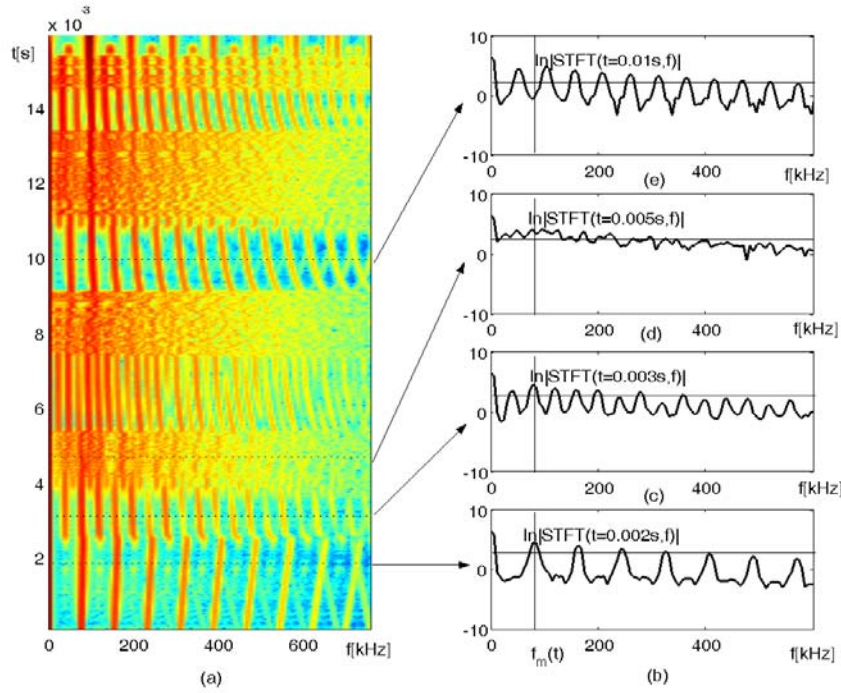 x 10⁻³
t[s]
14
12
10
8
6
4
2
0 200 400 600 f[kHz]
(a)
10
ln|STFT(t=0.01s,f)|
0
-10
0 200 400 f[kHz]
(e)
10
ln|STFT(t=0.005s,f)|
0
-10
0 200 400 f[kHz]
(d)
10
ln|STFT(t=0.003s,f)|
0
-10
0 200 400 f[kHz]
(c)
10
ln|STFT(t=0.002s,f)|
0
-10
0 fₘ(t) 200 400 f[kHz]
(b)